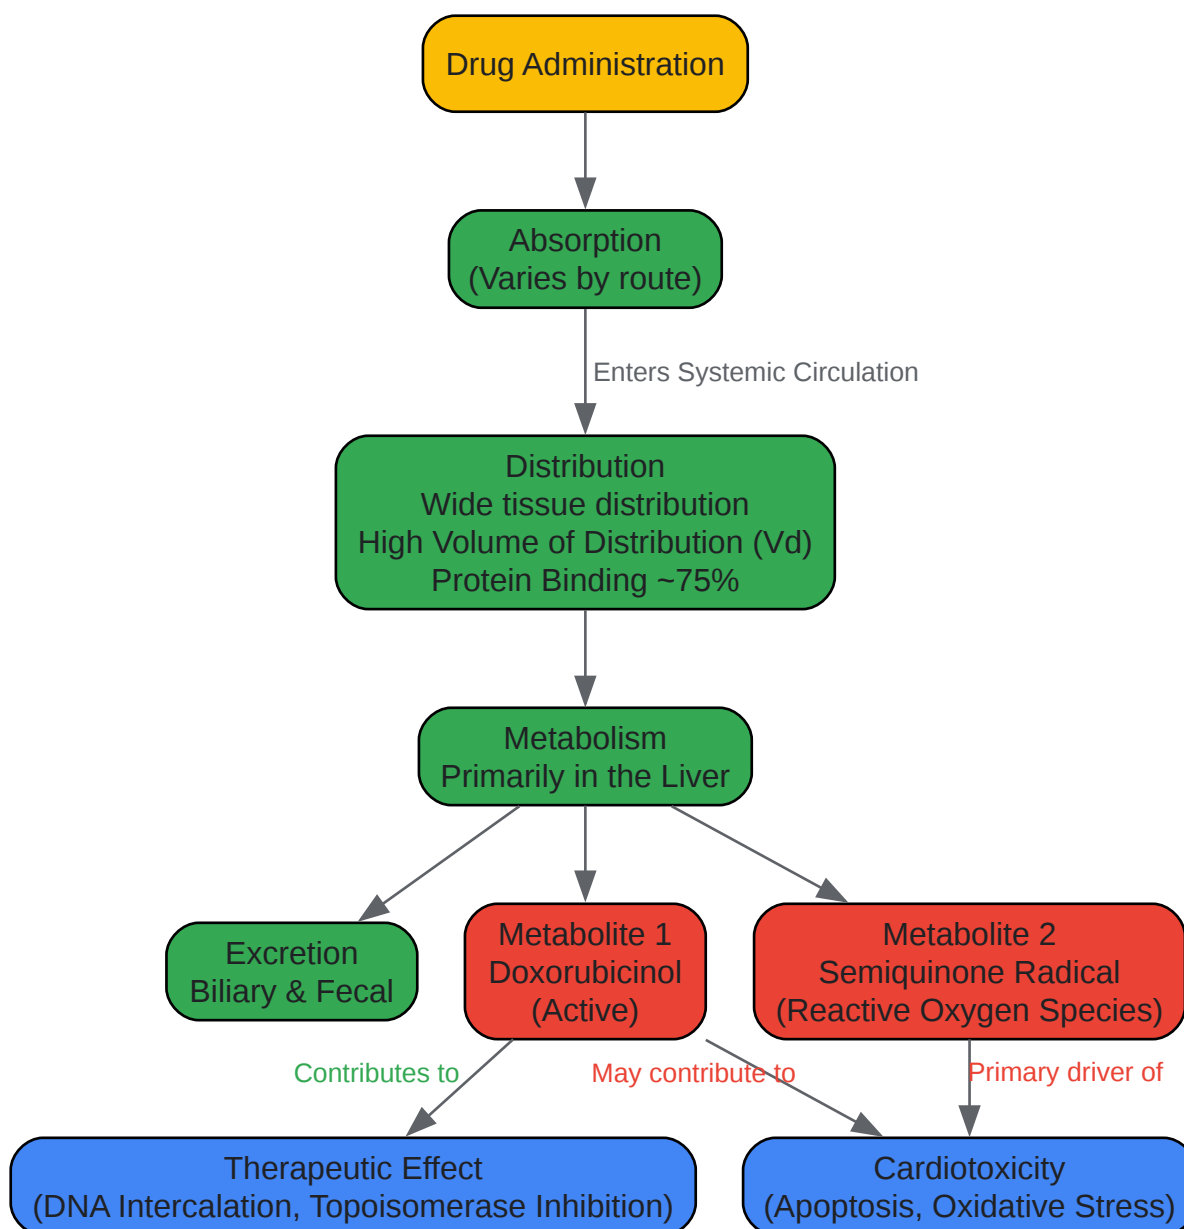 Drug Administration
Absorption
(Varies by route)
Enters Systemic Circulation
Distribution
Wide tissue distribution
High Volume of Distribution (Vd)
Protein Binding ~75%
Metabolism
Primarily in the Liver
Excretion
Biliary & Fecal
Metabolite 1
Doxorubicinol
(Active)
Metabolite 2
Semiquinone Radical
(Reactive Oxygen Species)
Contributes to
May contribute to
Primary driver of
Therapeutic Effect
(DNA Intercalation, Topoisomerase Inhibition)
Cardiotoxicity
(Apoptosis, Oxidative Stress)